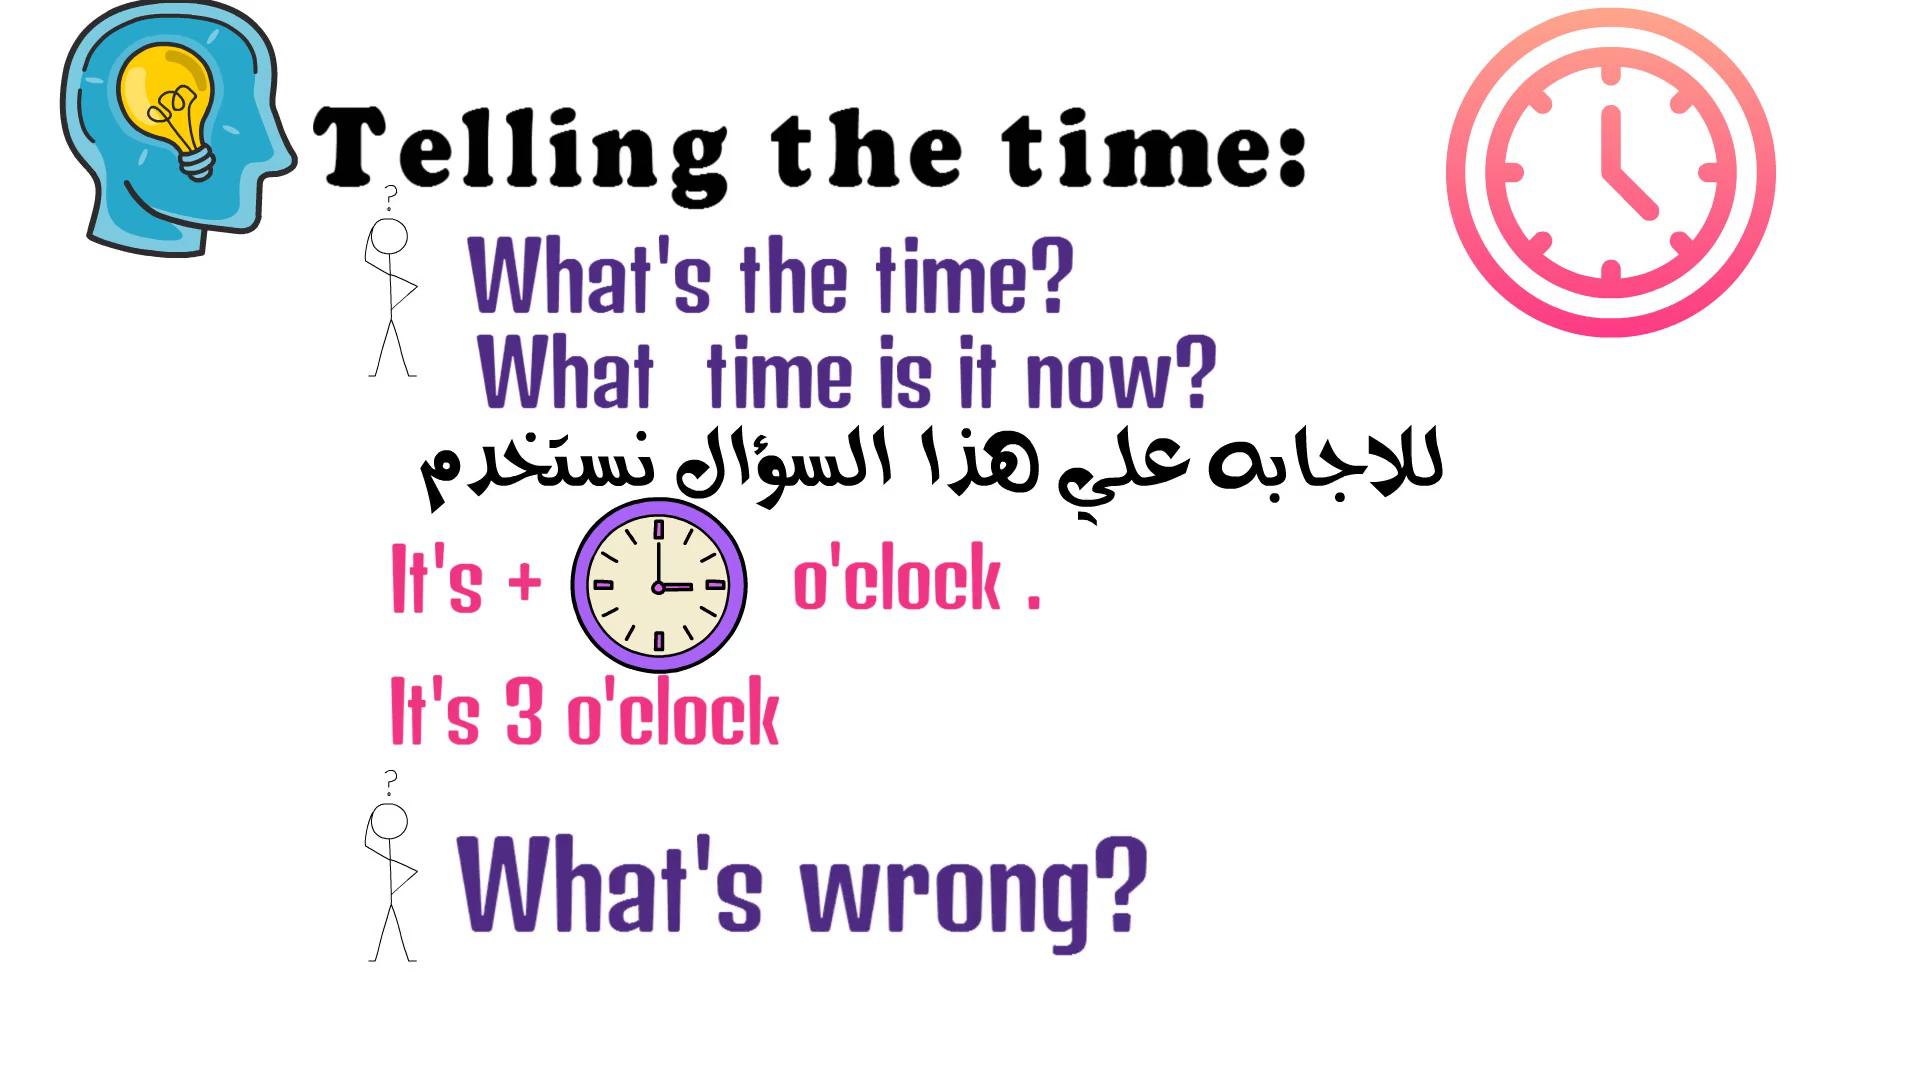 Telling the time:
What's the time?
What time is it now?
للاجابه علي هذا السؤال نستخدم
It's + o'clock .
It's 3 o'clock
What's wrong?